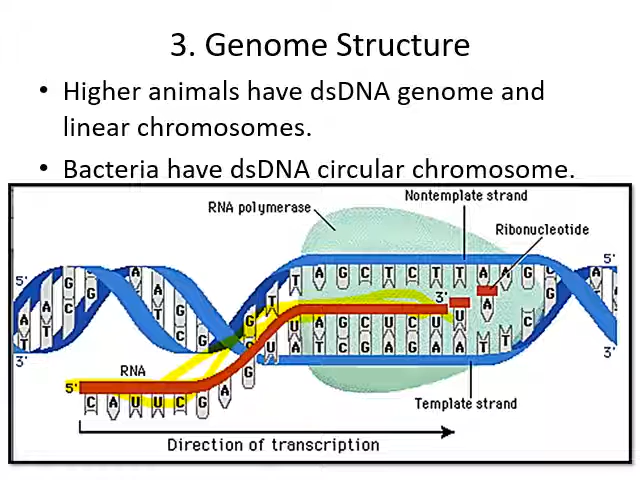 3. Genome Structure
• Higher animals have dsDNA genome and
linear chromosomes.
• Bacteria have dsDNA circular chromosome.
Nontemplate strand
RNA polymerase
Ribonucleotide
5' 5'
T A G C T C T T A A G
A A T C G G A T C G G T T A
3'
U A G C U C U U A
A T C G A G A A T T C
3' 3'
RNA
5'
C A U U C G A G
Template strand
Direction of transcription